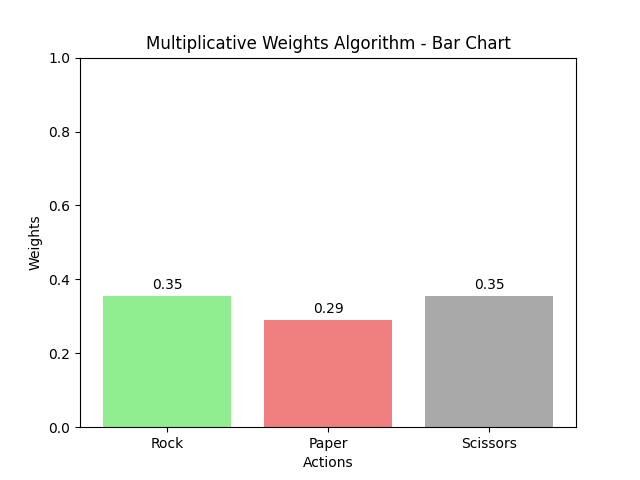 Multiplicative Weights Algorithm - Bar Chart
1.0
0.8
0.6
0.4
0.2
0.0
Weights
0.35
0.29
0.35
Rock
Paper
Scissors
Actions